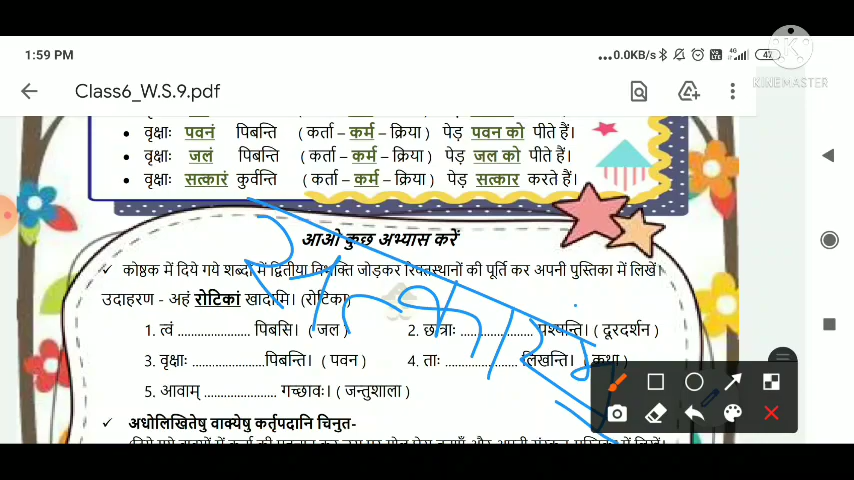 1:59 PM
...0.0KB/s 4G 47
KINEMASTER
Class6_W.S.9.pdf
• वृक्षाः पवनं पिबन्ति ( कर्ता – कर्म – क्रिया ) पेड़ पवन को पीते हैं।
• वृक्षाः जलं पिबन्ति ( कर्ता – कर्म – क्रिया ) पेड़ जल को पीते हैं।
• वृक्षाः सत्कारं कुर्वन्ति ( कर्ता – कर्म – क्रिया ) पेड़ सत्कार करते हैं।
आओ कुछ अभ्यास करें
✓ कोष्ठक में दिये गये शब्दों में द्वितीया विभक्ति जोड़कर रिक्तस्थानों की पूर्ति कर अपनी पुस्तिका में लिखें।
उदाहरण - अहं रोटिकां खादामि। (रोटिका)
1. त्वं ...................... पिबसि। ( जल ) 2. छात्राः ...................... पश्यन्ति। ( दूरदर्शन )
3. वृक्षाः ......................पिबन्ति। ( पवन ) 4. ताः ...................... लिखन्ति। ( कथा )
5. आवाम् ...................... गच्छावः। ( जन्तुशाला )
✓ अधोलिखितेषु वाक्येषु कर्तृपदानि चिनुत-